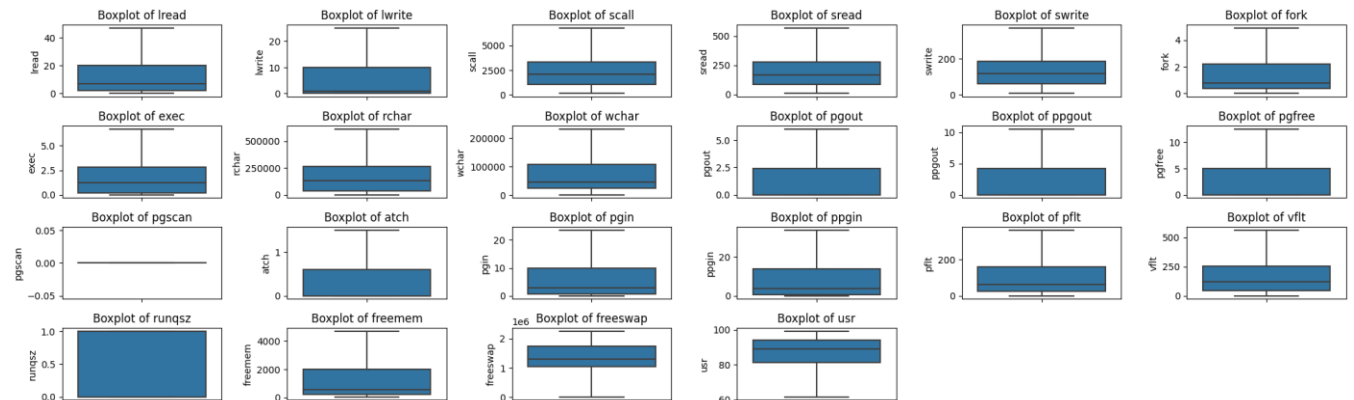 Boxplot of lread
Boxplot of lwrite
Boxplot of scall
Boxplot of sread
Boxplot of swrite
Boxplot of fork
lread
40
20
0
lwrite
20
10
0
scall
5000
2500
0
sread
500
250
0
swrite
200
0
fork
4
2
0
Boxplot of exec
Boxplot of rchar
Boxplot of wchar
Boxplot of pgout
Boxplot of ppgout
Boxplot of pgfree
exec
5.0
2.5
0.0
rchar
500000
250000
0
wchar
200000
100000
0
pgout
5.0
2.5
0.0
ppgout
10
5
0
pgfree
10
5
0
Boxplot of pgscan
Boxplot of atch
Boxplot of pgin
Boxplot of ppgin
Boxplot of pflt
Boxplot of vflt
pgscan
0.05
0.00
−0.05
atch
1
0
pgin
20
10
0
ppgin
20
0
pflt
200
0
vflt
500
250
0
Boxplot of runqsz
Boxplot of freemem
Boxplot of freeswap
Boxplot of usr
runqsz
1.0
0.5
0.0
freemem
4000
2000
0
freeswap
1e6
2
1
0
usr
100
80
60